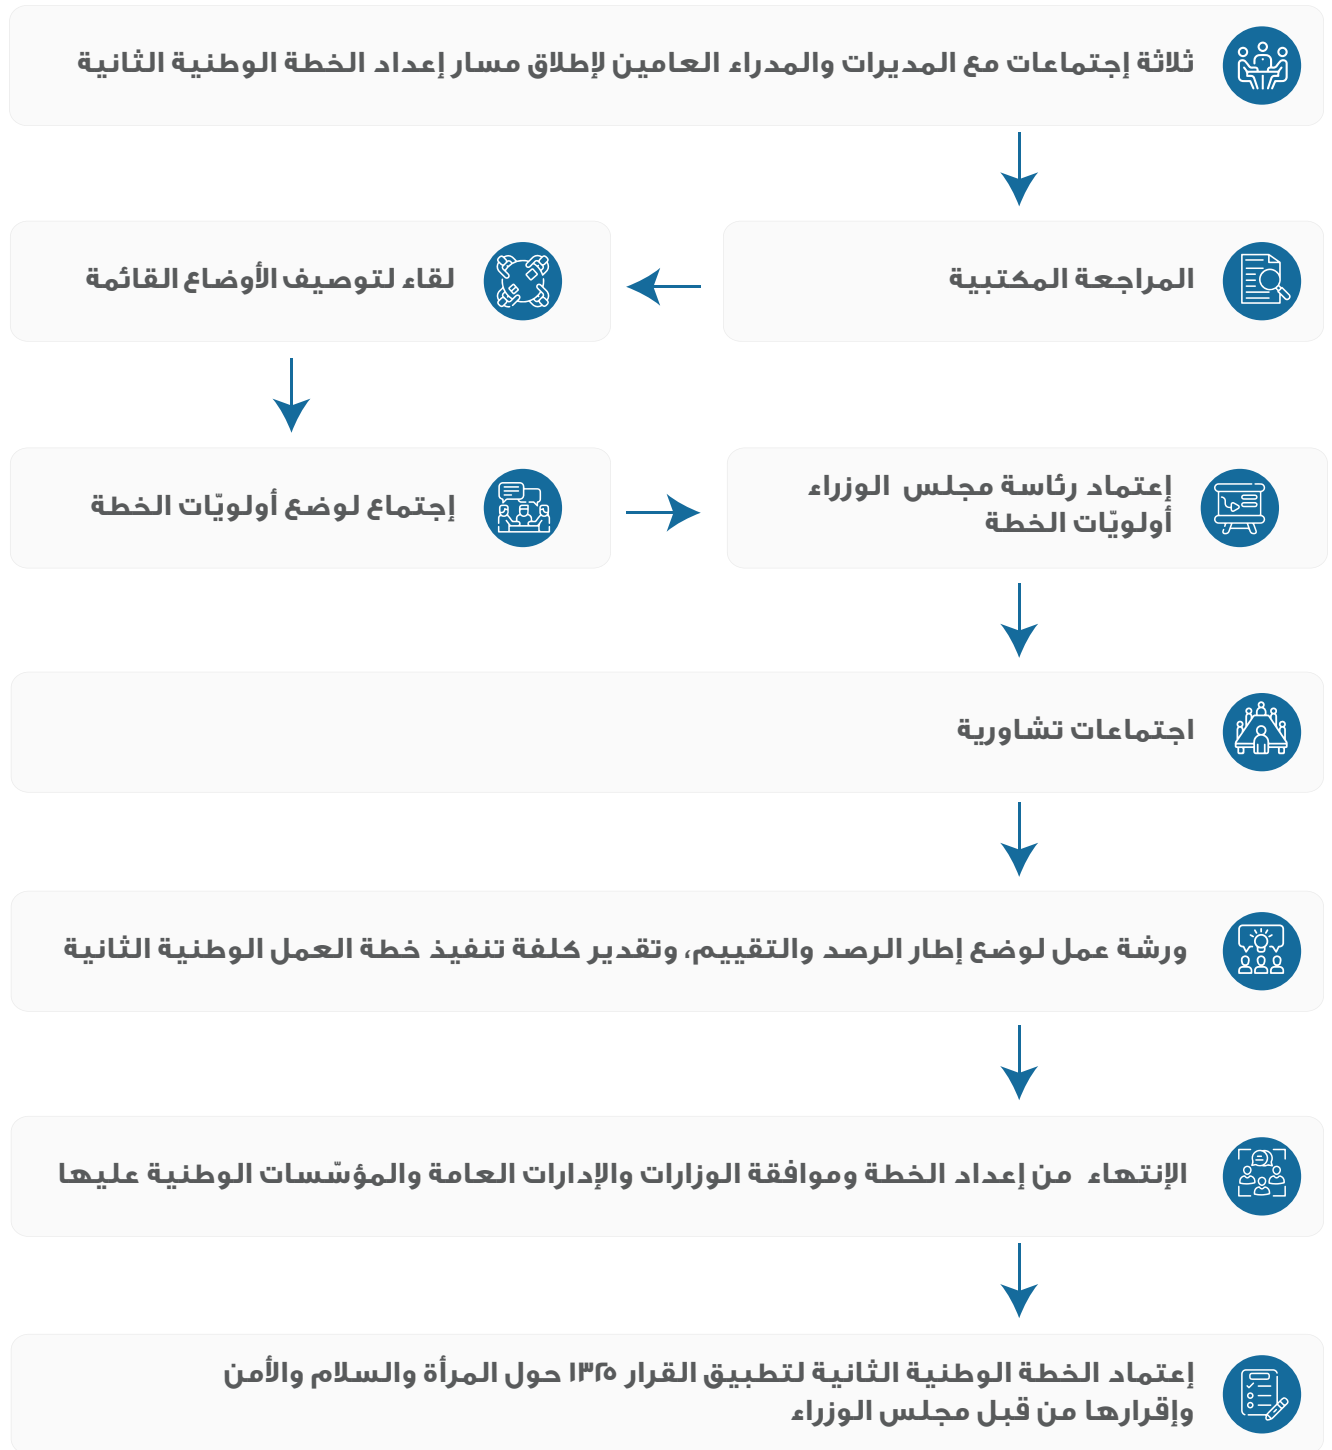 ثلاثة إجتماعات مع المديرات والمدراء العامين لإطلاق مسار إعداد الخطة الوطنية الثانية
المراجعة المكتبية
لقاء لتوصيف الأوضاع القائمة
إجتماع لوضع أولويّات الخطة
إعتماد رئاسة مجلس الوزراء
أولويّات الخطة
اجتماعات تشاورية
ورشة عمل لوضع إطار الرصد والتقييم، وتقدير كلفة تنفيذ خطة العمل الوطنية الثانية
الإنتهاء من إعداد الخطة وموافقة الوزارات والإدارات العامة والمؤسّسات الوطنية عليها
إعتماد الخطة الوطنية الثانية لتطبيق القرار ١٣٢٥ حول المرأة والسلام والأمن
وإقرارها من قبل مجلس الوزراء